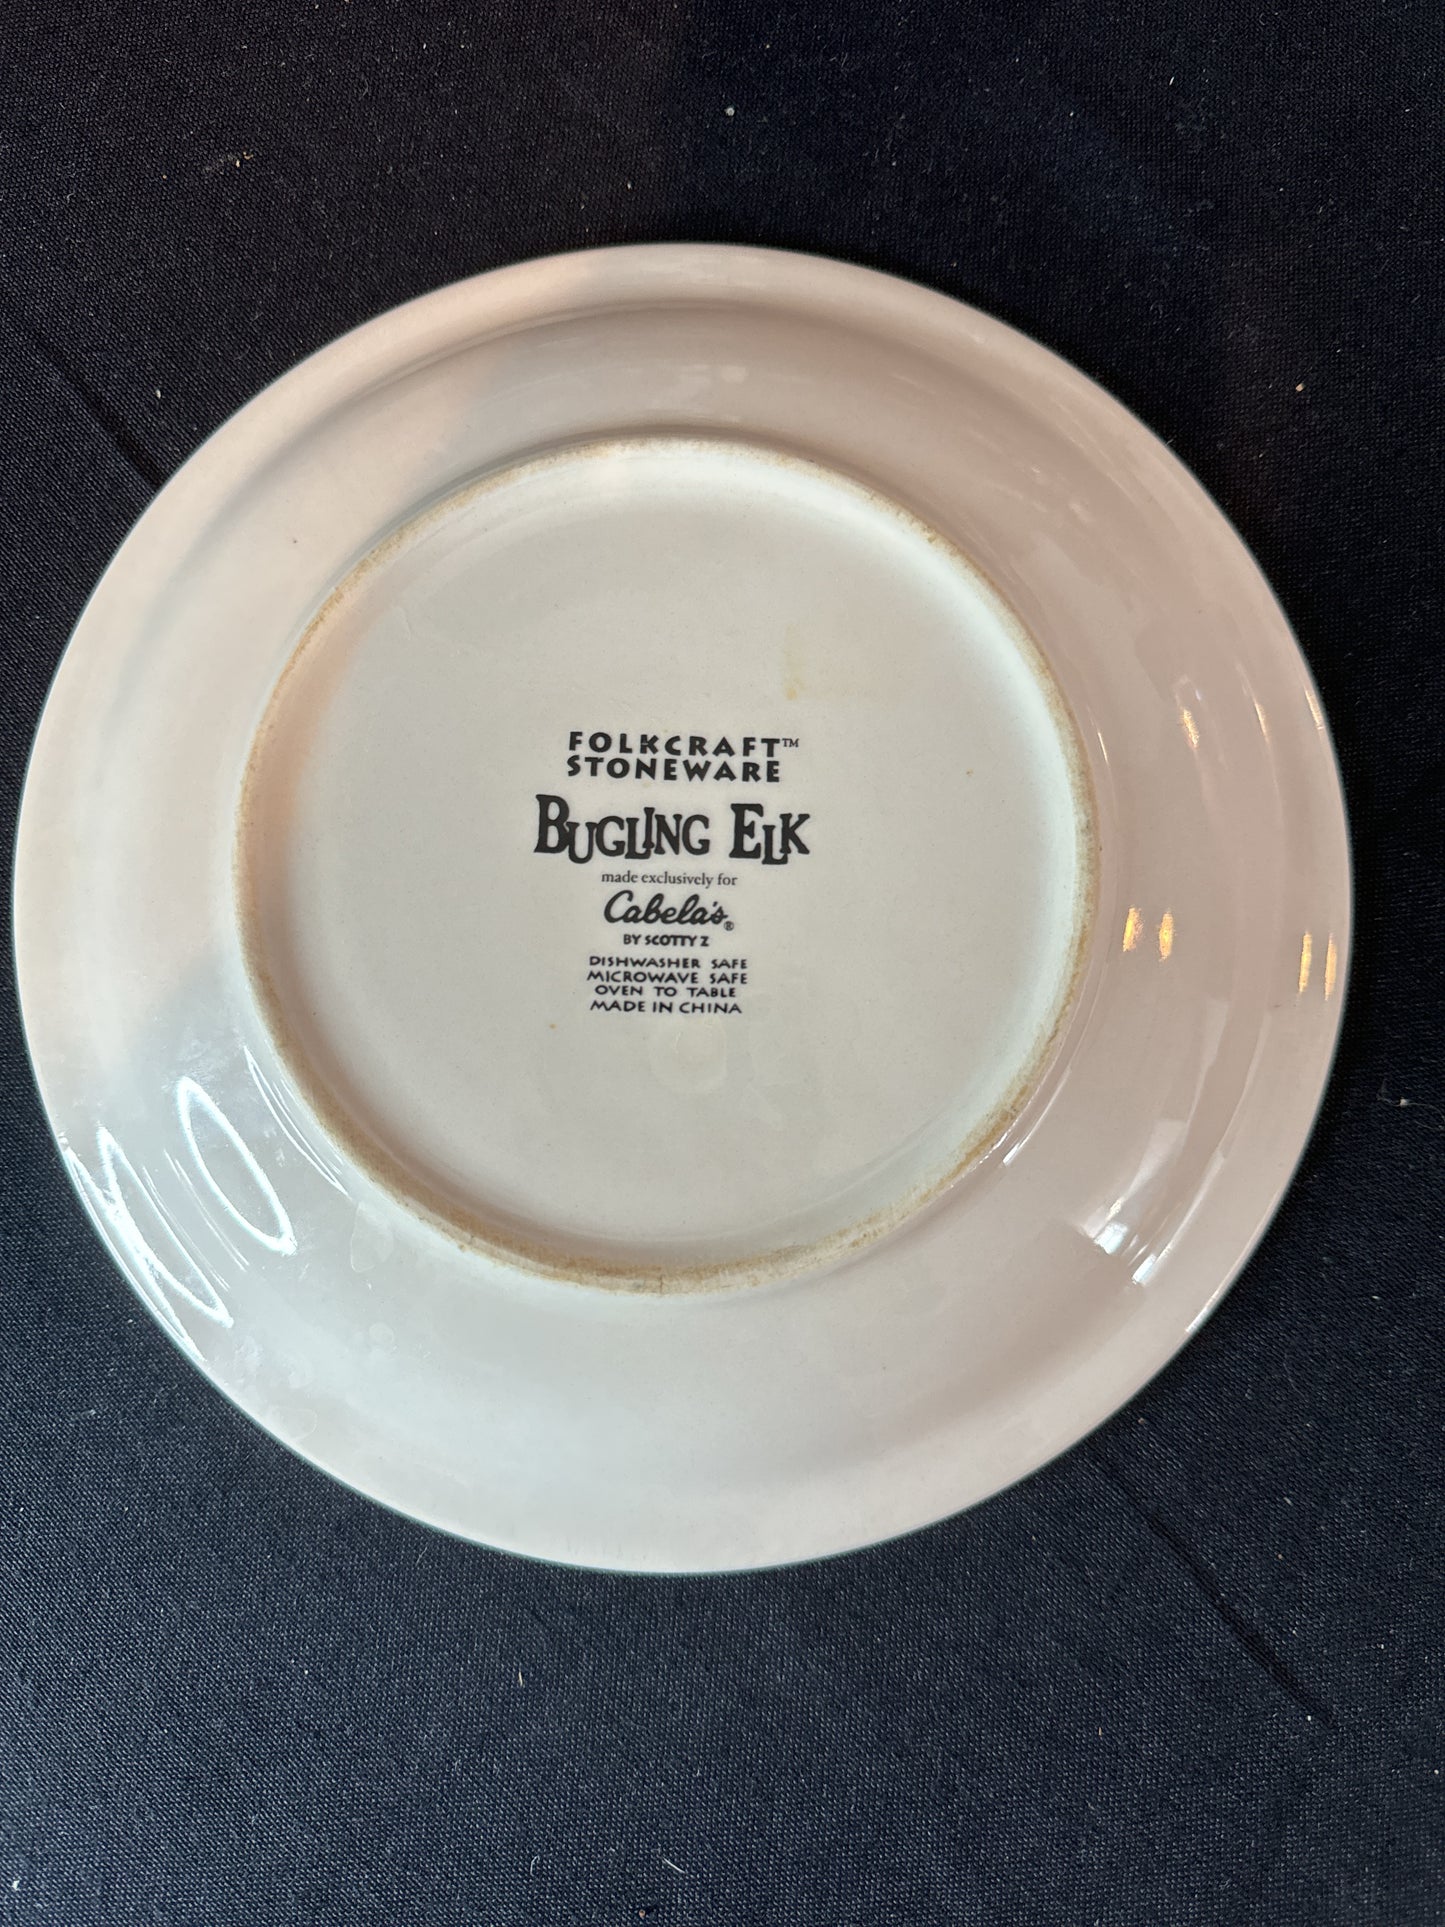 FOLKCRAFT™
STONEWARE
BUGLING ELK
made exclusively for
Cabela's®
BY SCOTTY Z
DISHWASHER SAFE
MICROWAVE SAFE
OVEN TO TABLE
MADE IN CHINA